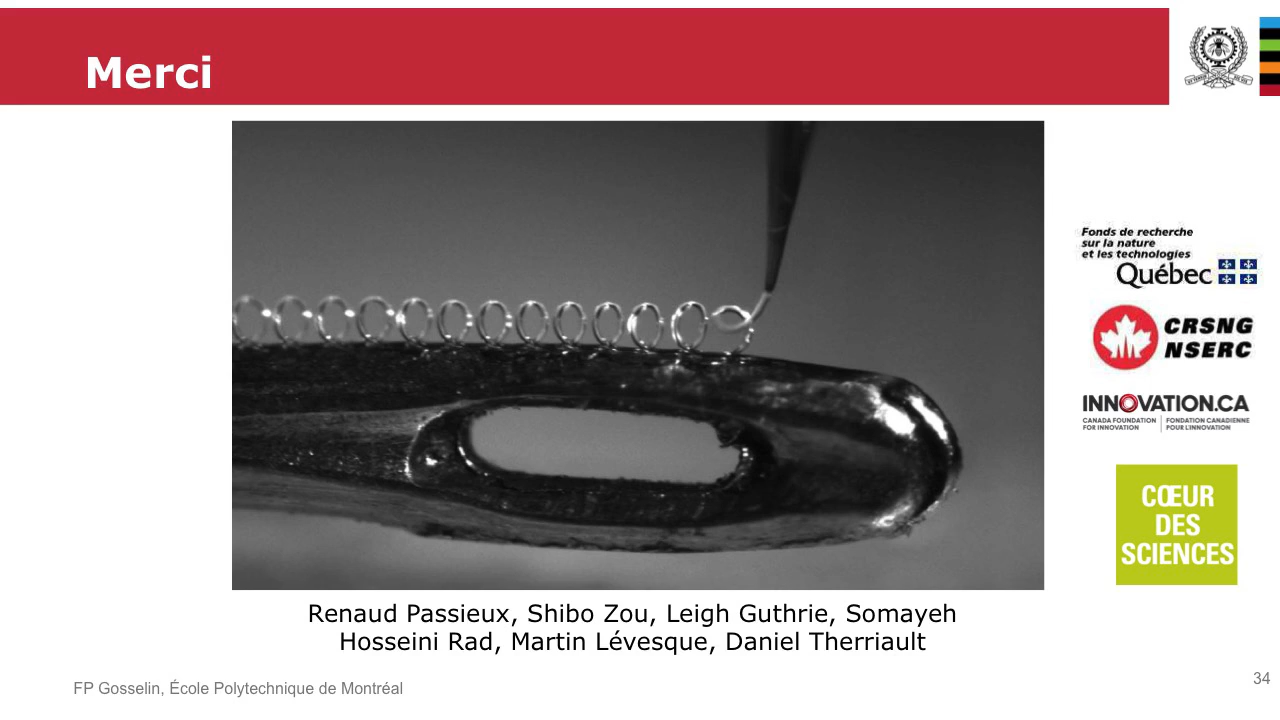 Merci
Fonds de recherche
sur la nature
et les technologies
Québec
CRSNG
NSERC
INNOVATION.CA
CANADA FOUNDATION
FOR INNOVATION
FONDATION CANADIENNE
POUR L'INNOVATION
CŒUR
DES
SCIENCES
Renaud Passieux, Shibo Zou, Leigh Guthrie, Somayeh
Hosseini Rad, Martin Lévesque, Daniel Therriault
FP Gosselin, École Polytechnique de Montréal
34